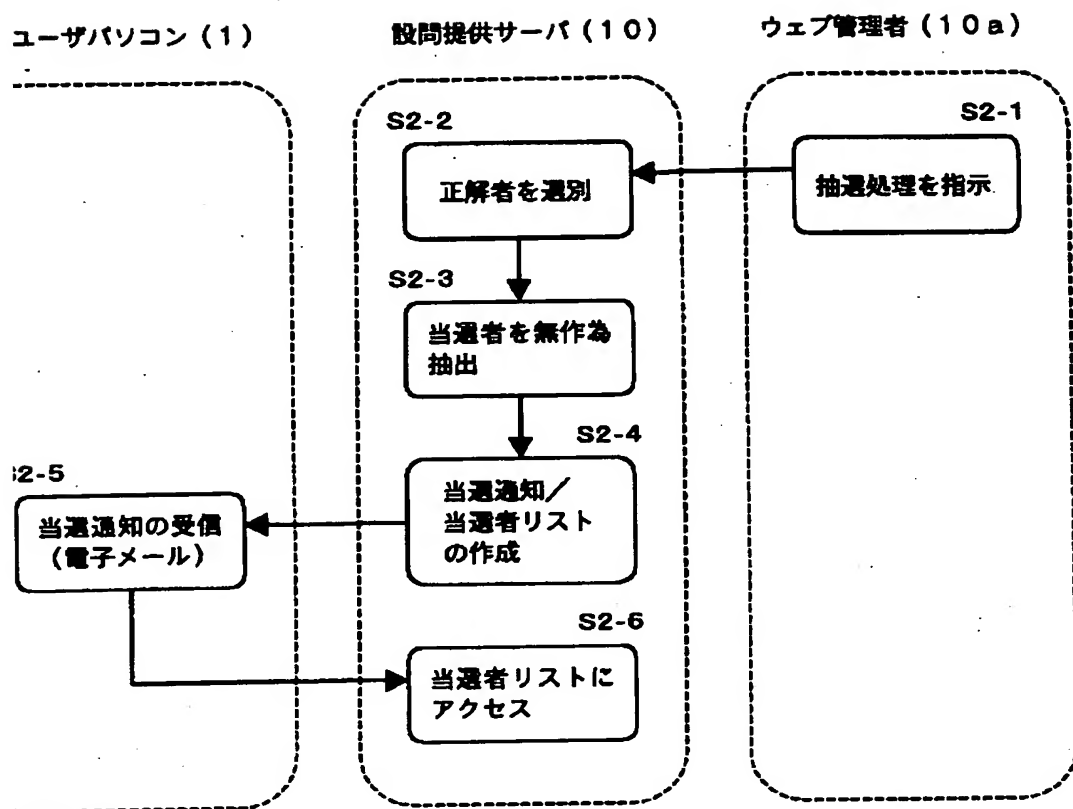 ユーザパソコン(1)
設問提供サーバ(10)
ウェブ管理者(10a)
S2-1
抽選処理を指示
S2-2
正解者を選別
S2-3
当選者を無作為
抽出
S2-4
当選通知/
当選者リスト
の作成
S2-5
当選通知の受信
(電子メール)
S2-6
当選者リストに
アクセス